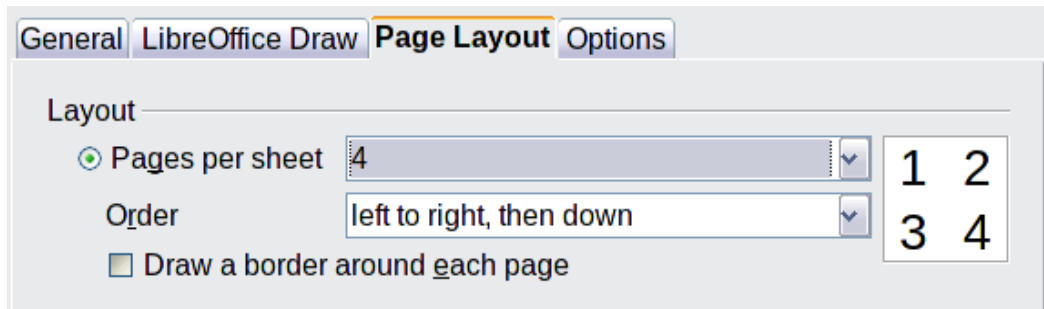 General LibreOffice Draw Page Layout Options
Layout
Pages per sheet 4
1 2
Order left to right, then down
3 4
Draw a border around each page